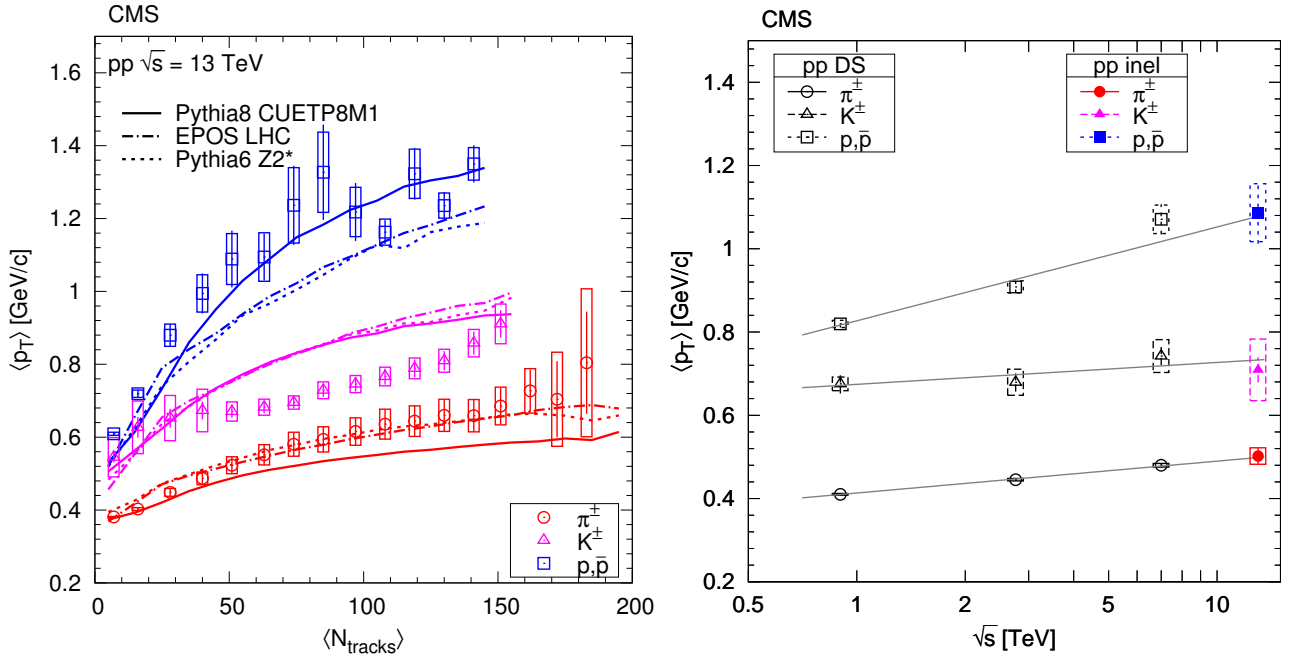 CMS
pp √s = 13 TeV
Pythia8 CUETP8M1
EPOS LHC
Pythia6 Z2*
1.6
1.4
1.2
1
0.8
0.6
0.4
0.2
⟨pT⟩ [GeV/c]
π±
K±
p,p̄
0 50 100 150 200
⟨Ntracks⟩
CMS
pp DS
π±
K±
p,p̄
pp inel
π±
K±
p,p̄
1.4
1.2
1
0.8
0.6
0.4
0.2
⟨pT⟩ [GeV/c]
0.5 1 2 5 10
√s [TeV]